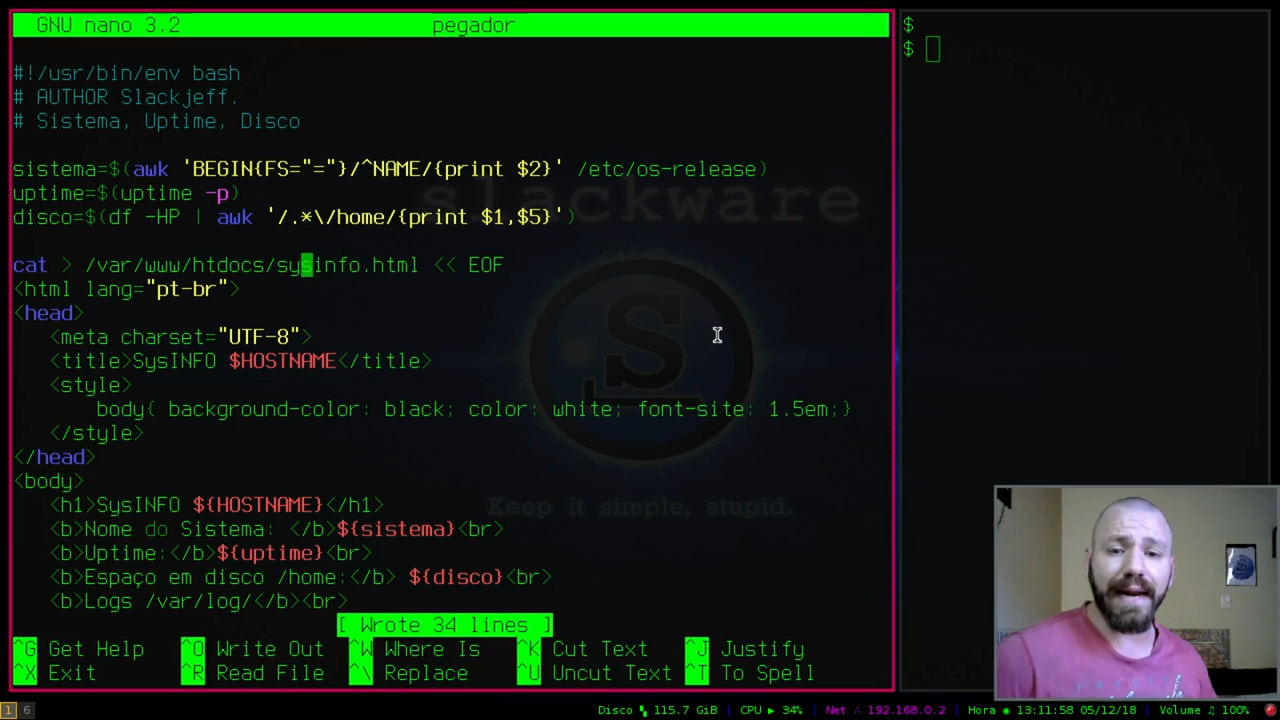 GNU nano 3.2 pegador
#!/usr/bin/env bash
# AUTHOR Slackjeff.
# Sistema, Uptime, Disco
sistema=$(awk 'BEGIN{FS="="}/^NAME/{print $2}' /etc/os-release)
uptime=$(uptime -p)
disco=$(df -HP | awk '/.*\/home/{print $1,$5}')
cat > /var/www/htdocs/sysinfo.html << EOF
<html lang="pt-br">
<head>
<meta charset="UTF-8">
<title>SysINFO $HOSTNAME</title>
<style>
body{ background-color: black; color: white; font-site: 1.5em;}
</style>
</head>
<body>
<h1>SysINFO ${HOSTNAME}</h1>
<b>Nome do Sistema: </b>${sistema}<br>
<b>Uptime:</b>${uptime}<br>
<b>Espaço em disco /home:</b> ${disco}<br>
<b>Logs /var/log/</b><br>
[ Wrote 34 lines ]
^G Get Help ^O Write Out ^W Where Is ^K Cut Text ^J Justify
^X Exit ^R Read File ^\ Replace ^U Uncut Text ^T To Spell
$
$
slackware
S
Keep it simple, stupid.
1 6
Disco 115.7 GiB | CPU ▶ 34% | Net ∴ 192.168.0.2 | Hora ◉ 13:11:58 05/12/18 | Volume ♫ 100%